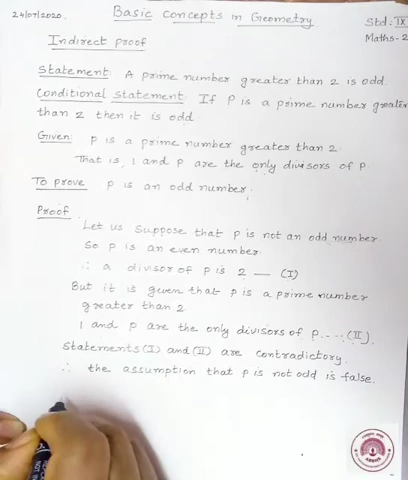 24/07/2020. Basic Concepts in Geometry Std: IX
Maths-2
Indirect proof
Statement: A prime number greater than 2 is odd.
Conditional Statement: If P is a prime number greater
than 2 then it is odd.
Given: P is a prime number greater than 2.
That is, 1 and p are the only divisors of P.
To prove P is an odd number.
Proof
Let us suppose that p is not an odd number.
So p is an even number.
∴ a divisor of p is 2 — (I)
But it is given that p is a prime number
greater than 2
1 and p are the only divisors of p....(II).
Statements (I) and (II) are contradictory.
∴ the assumption that p is not odd is false.